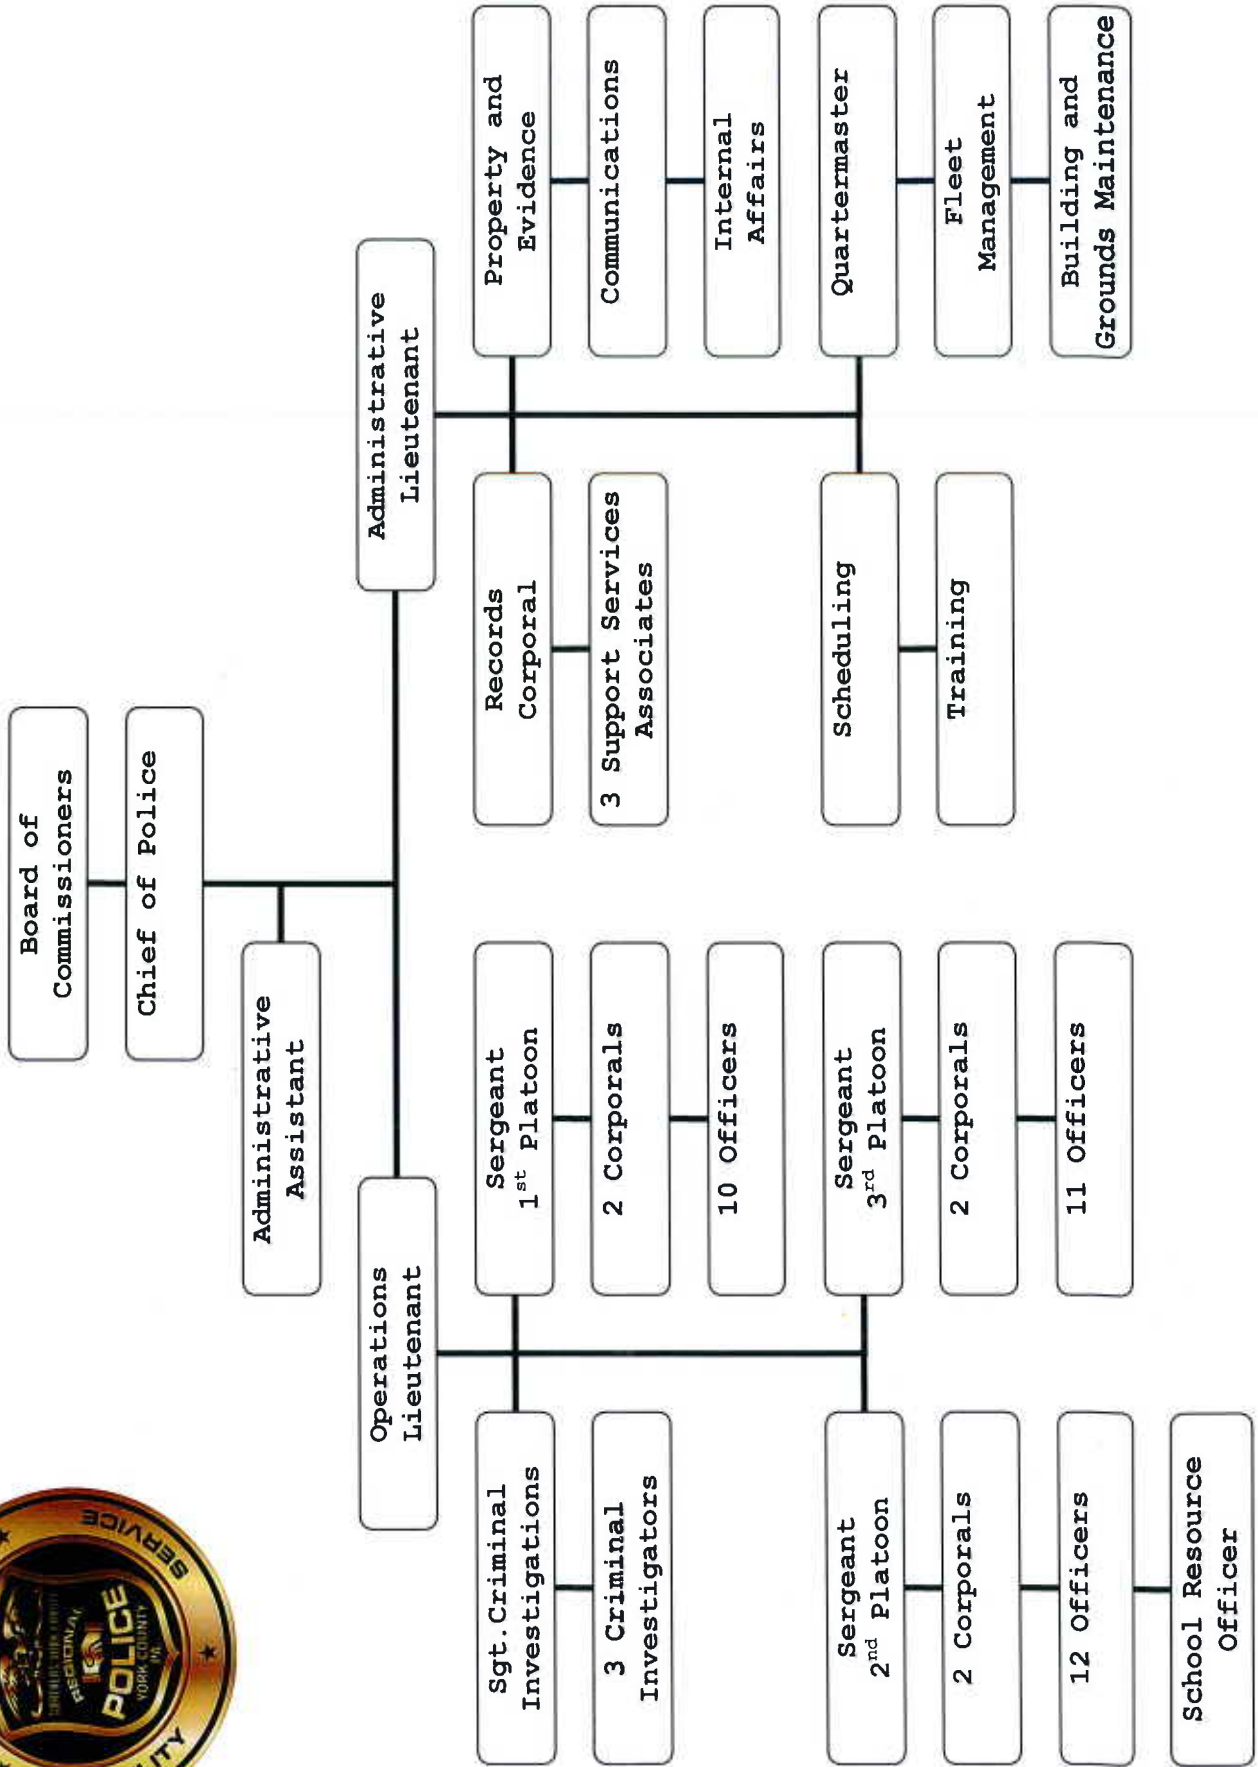 Board of
Commissioners
Chief of Police
Administrative
Assistant
Operations
Lieutenant
Administrative
Lieutenant
Sgt.Criminal
Investigations
3 Criminal
Investigators
Sergeant
1st Platoon
2 Corporals
10 Officers
Sergeant
2nd Platoon
2 Corporals
12 Officers
School Resource
Officer
Sergeant
3rd Platoon
2 Corporals
11 Officers
Records
Corporal
3 Support Services
Associates
Property and
Evidence
Communications
Internal
Affairs
Scheduling
Training
Quartermaster
Fleet
Management
Building and
Grounds Maintenance
SERVICE
REGIONAL
POLICE
YORK COUNTY
PA